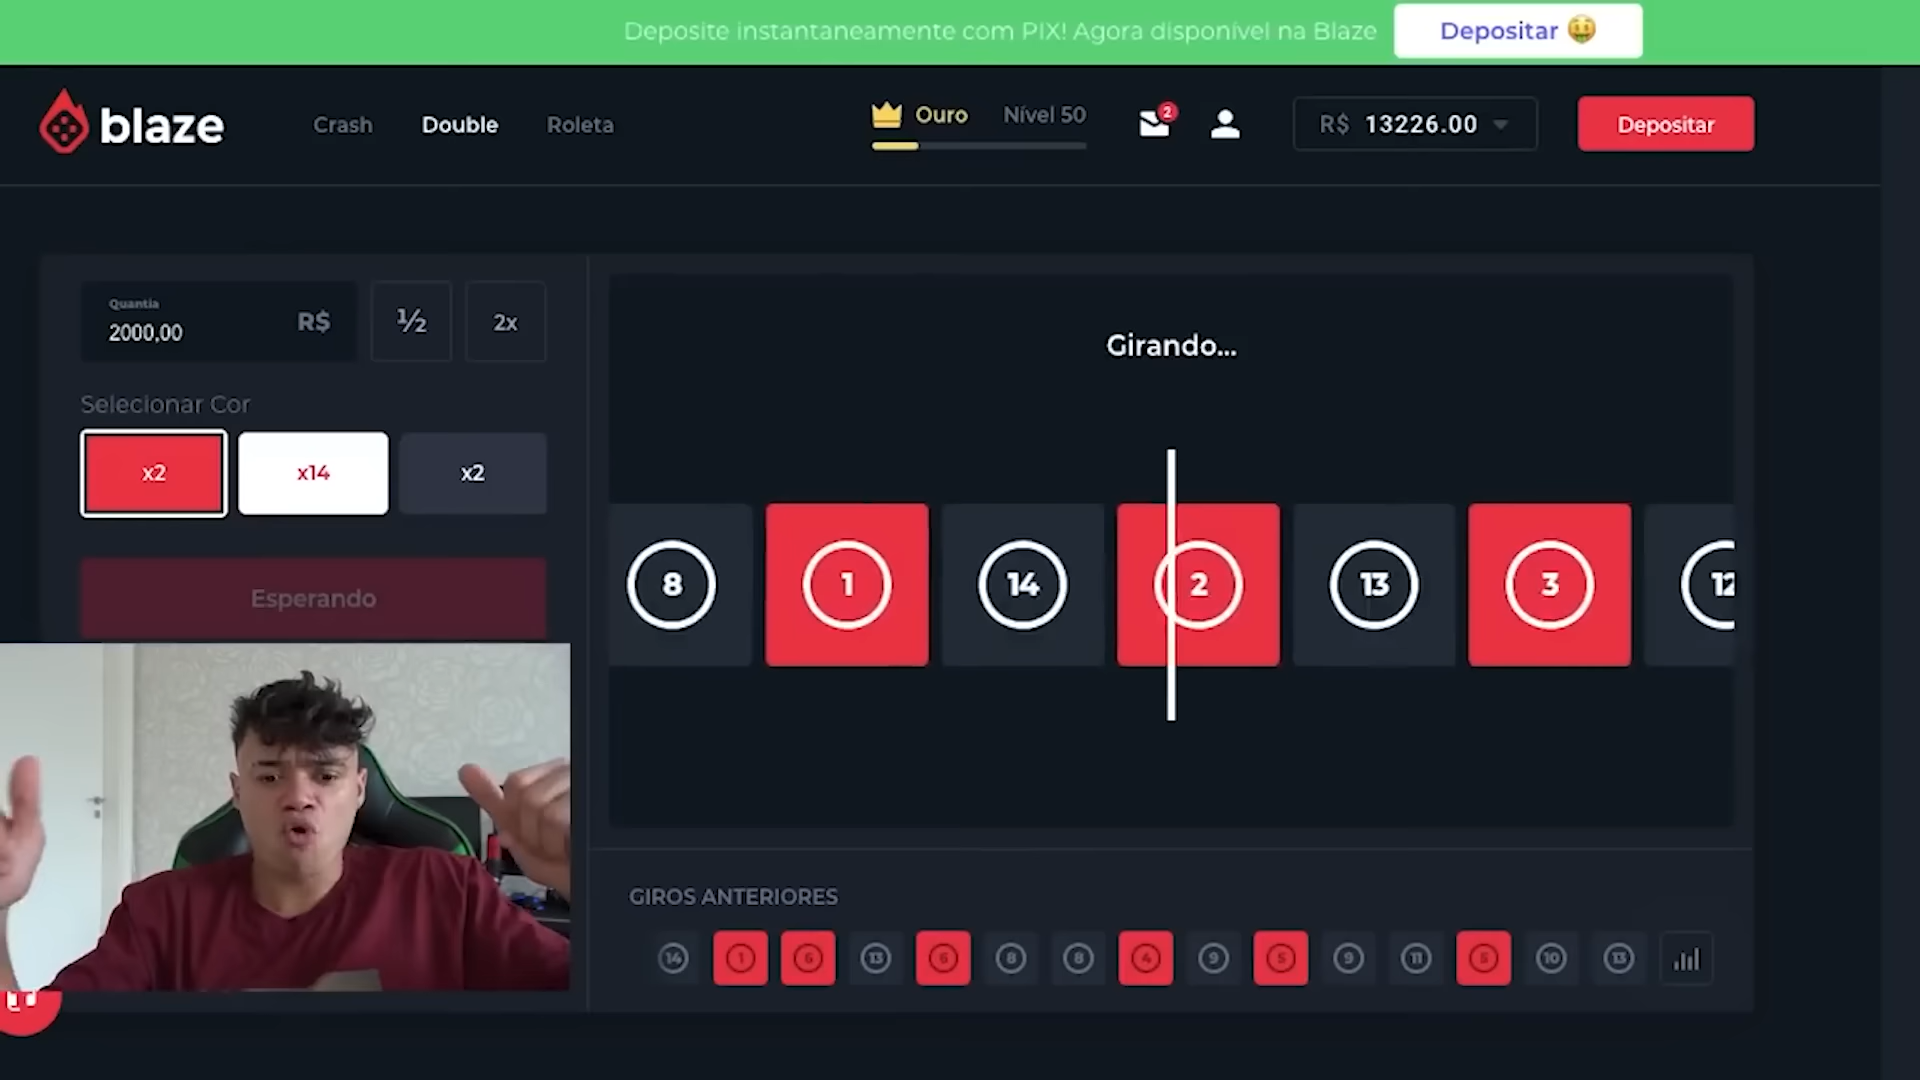 Deposite instantaneamente com PIX! Agora disponível na Blaze
Depositar
blaze
Crash
Double
Roleta
Ouro
Nível 50
2
R$ 13226.00
Depositar
Quantia
2000,00
R$
½
2x
Selecionar Cor
x2
x14
x2
Esperando
Girando...
8
1
14
2
13
3
12
GIROS ANTERIORES
14
1
13
6
8
8
4
9
5
9
11
10
13